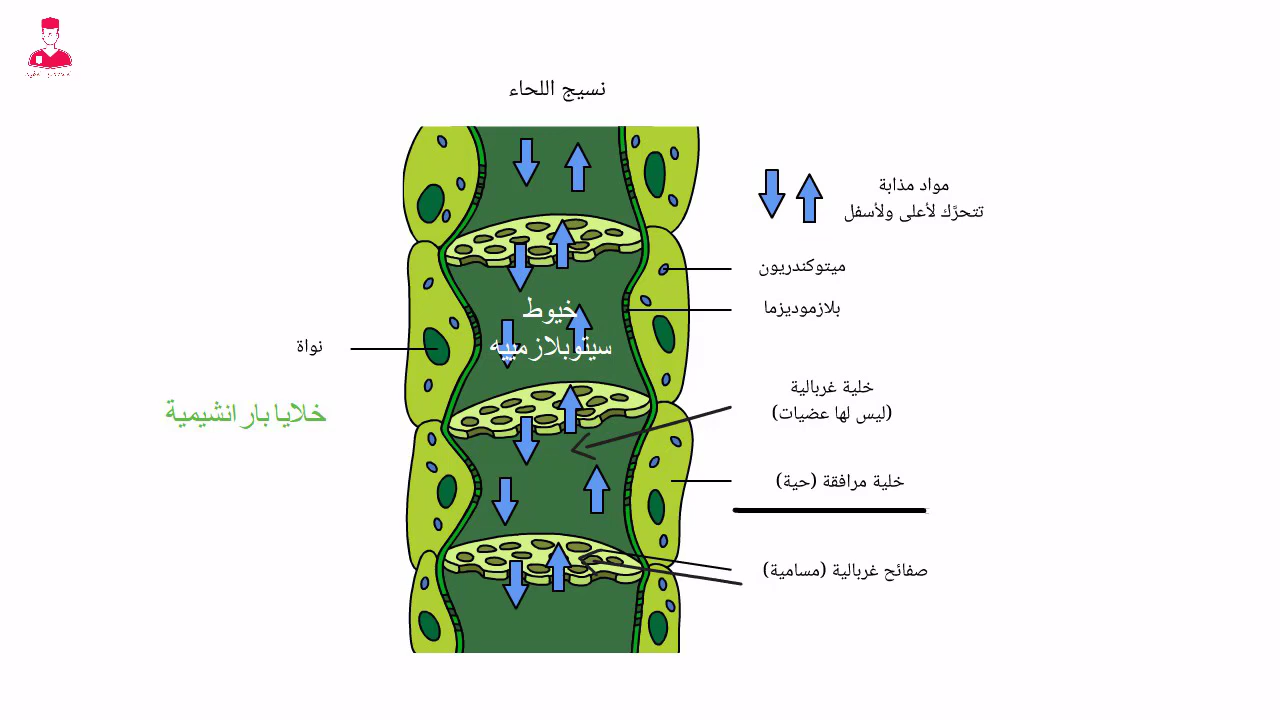 نسيج اللحاء
مواد مذابة
تتحرّك لأعلى ولأسفل
ميتوكندريون
بلازموديزما
خيوط
سيتوبلازمييه
نواة
خلية غربالية
(ليس لها عضيات)
خلايا بارانشيمية
خلية مرافقة (حية)
صفائح غربالية (مسامية)